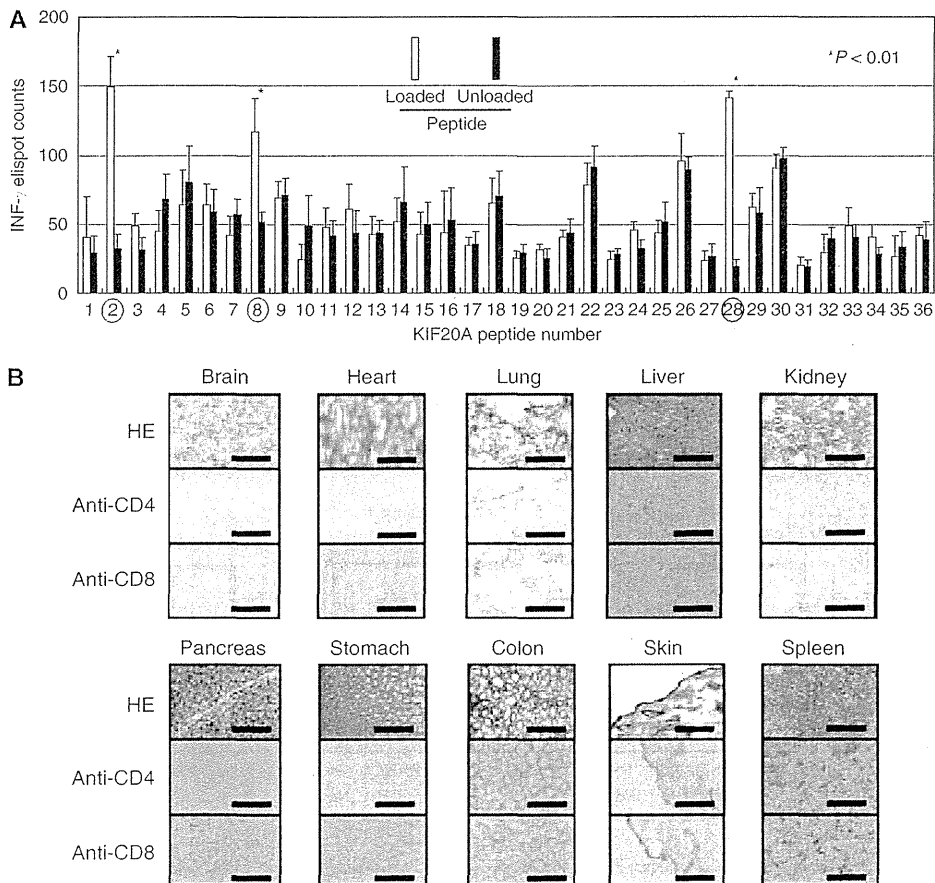 A
200
150
100
50
0
INF-γ elispot counts
*
*
*
*P < 0.01
Loaded Unloaded
Peptide
1 2 3 4 5 6 7 8 9 10 11 12 13 14 15 16 17 18 19 20 21 22 23 24 25 26 27 28 29 30 31 32 33 34 35 36
KIF20A peptide number
B
Brain Heart Lung Liver Kidney
HE
Anti-CD4
Anti-CD8
Pancreas Stomach Colon Skin Spleen
HE
Anti-CD4
Anti-CD8